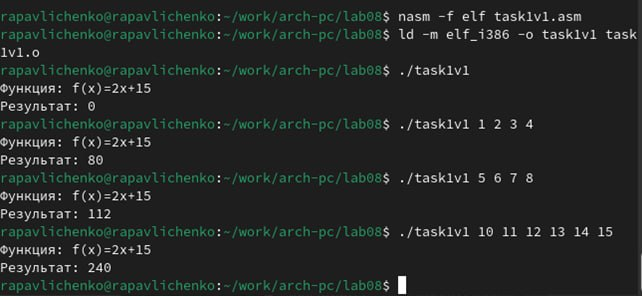 rapavlichenko@rapavlichenko:~/work/arch-pc/lab08$ nasm -f elf task1v1.asm
rapavlichenko@rapavlichenko:~/work/arch-pc/lab08$ ld -m elf_i386 -o task1v1 task
1v1.o
rapavlichenko@rapavlichenko:~/work/arch-pc/lab08$ ./task1v1
Функция: f(x)=2x+15
Результат: 0
rapavlichenko@rapavlichenko:~/work/arch-pc/lab08$ ./task1v1 1 2 3 4
Функция: f(x)=2x+15
Результат: 80
rapavlichenko@rapavlichenko:~/work/arch-pc/lab08$ ./task1v1 5 6 7 8
Функция: f(x)=2x+15
Результат: 112
rapavlichenko@rapavlichenko:~/work/arch-pc/lab08$ ./task1v1 10 11 12 13 14 15
Функция: f(x)=2x+15
Результат: 240
rapavlichenko@rapavlichenko:~/work/arch-pc/lab08$